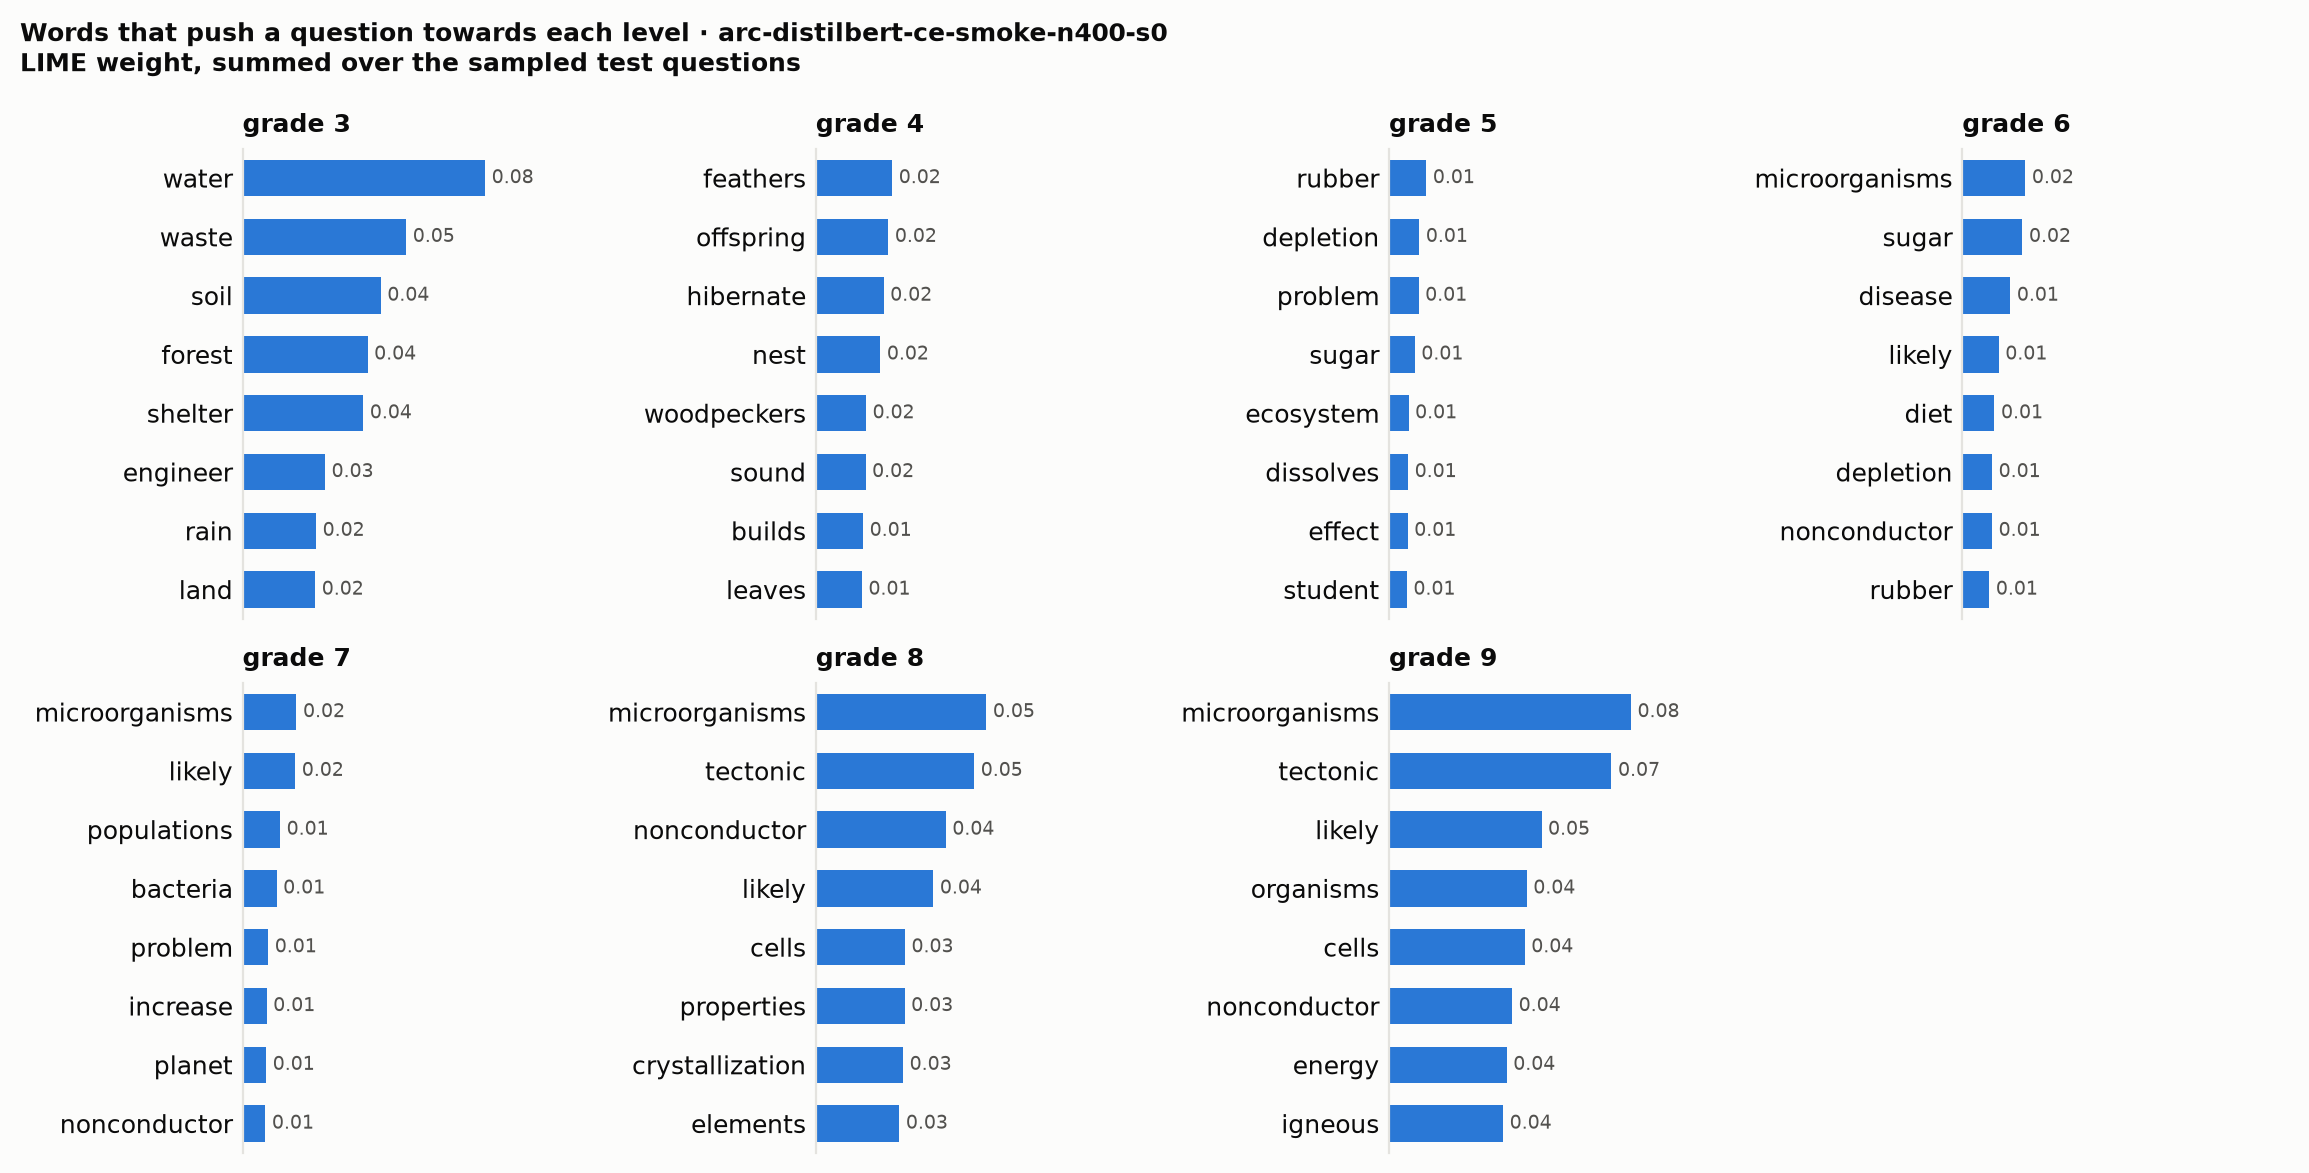 Words that push a question towards each level · arc-distilbert-ce-smoke-n400-s0
LIME weight, summed over the sampled test questions
grade 3
water 0.08
waste 0.05
soil 0.04
forest 0.04
shelter 0.04
engineer 0.03
rain 0.02
land 0.02
grade 4
feathers 0.02
offspring 0.02
hibernate 0.02
nest 0.02
woodpeckers 0.02
sound 0.02
builds 0.01
leaves 0.01
grade 5
rubber 0.01
depletion 0.01
problem 0.01
sugar 0.01
ecosystem 0.01
dissolves 0.01
effect 0.01
student 0.01
grade 6
microorganisms 0.02
sugar 0.02
disease 0.01
likely 0.01
diet 0.01
depletion 0.01
nonconductor 0.01
rubber 0.01
grade 7
microorganisms 0.02
likely 0.02
populations 0.01
bacteria 0.01
problem 0.01
increase 0.01
planet 0.01
nonconductor 0.01
grade 8
microorganisms 0.05
tectonic 0.05
nonconductor 0.04
likely 0.04
cells 0.03
properties 0.03
crystallization 0.03
elements 0.03
grade 9
microorganisms 0.08
tectonic 0.07
likely 0.05
organisms 0.04
cells 0.04
nonconductor 0.04
energy 0.04
igneous 0.04